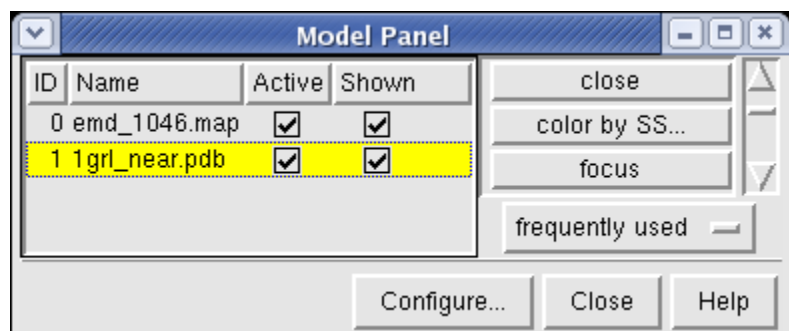 Model Panel
ID Name Active Shown
0 emd_1046.map
1 1grl_near.pdb
close
color by SS...
focus
frequently used
Configure... Close Help